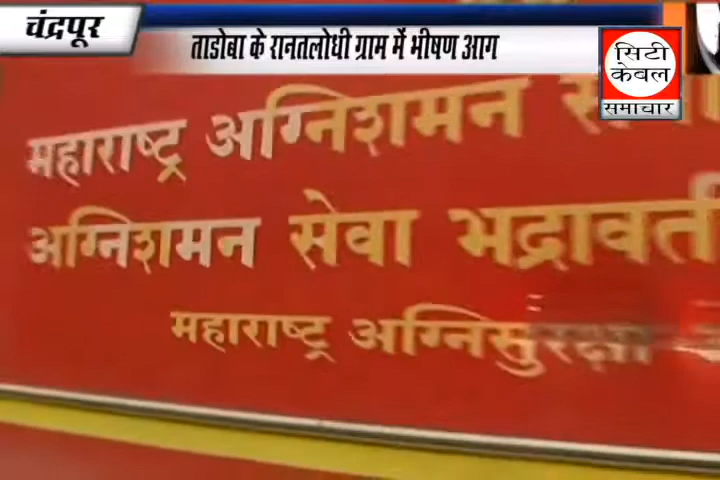 चंद्रपूर
ताडोबा के रानतलोधी ग्राम में भीषण आग
सिटी
केबल
समाचार
महाराष्ट्र अग्निशमन
अग्निशमन सेवा भद्रावती
महाराष्ट्र अग्निसुरक्षा